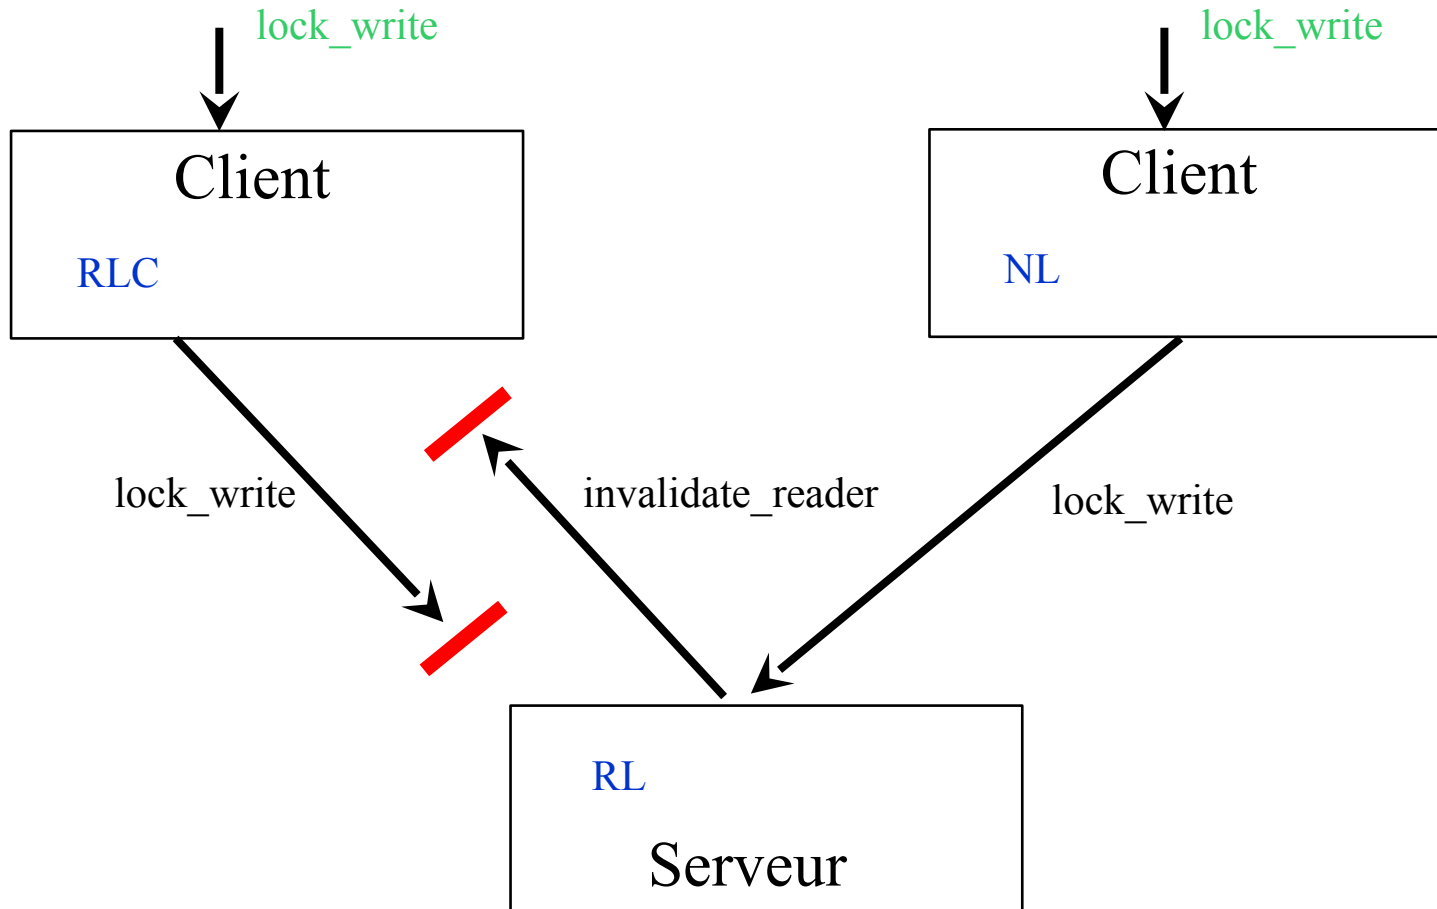 lock_write
lock_write
Client
Client
RLC
NL
lock_write
invalidate_reader
lock_write
RL
Serveur